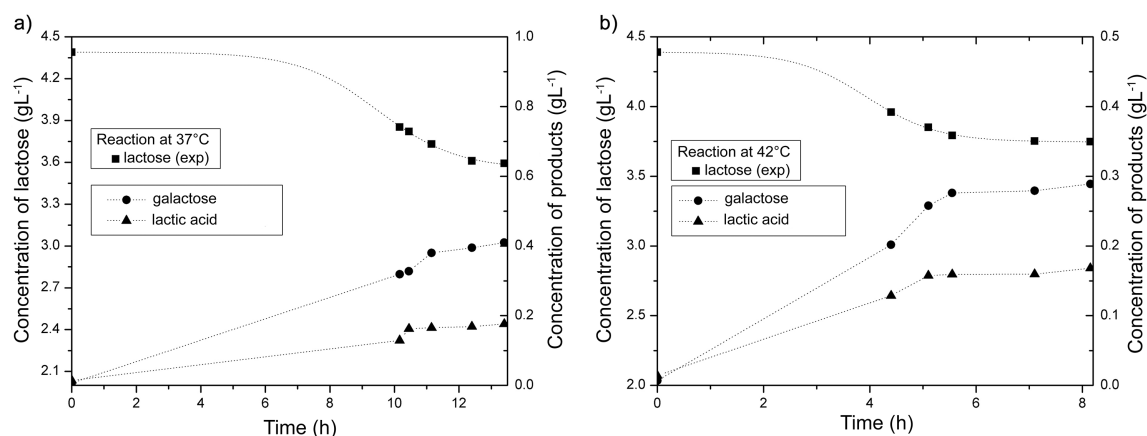 a)
4.5
4.2
3.9
3.6
3.3
3.0
2.7
2.4
2.1
Concentration of lactose (gL-1)
1.0
0.8
0.6
0.4
0.2
0.0
Concentration of products (gL-1)
Reaction at 37°C
lactose (exp)
galactose
lactic acid
0 2 4 6 8 10 12
Time (h)
b)
4.5
4.0
3.5
3.0
2.5
2.0
Concentration of lactose (gL-1)
0.5
0.4
0.3
0.2
0.1
0.0
Concentration of products (gL-1)
Reaction at 42°C
lactose (exp)
galactose
lactic acid
0 2 4 6 8
Time (h)